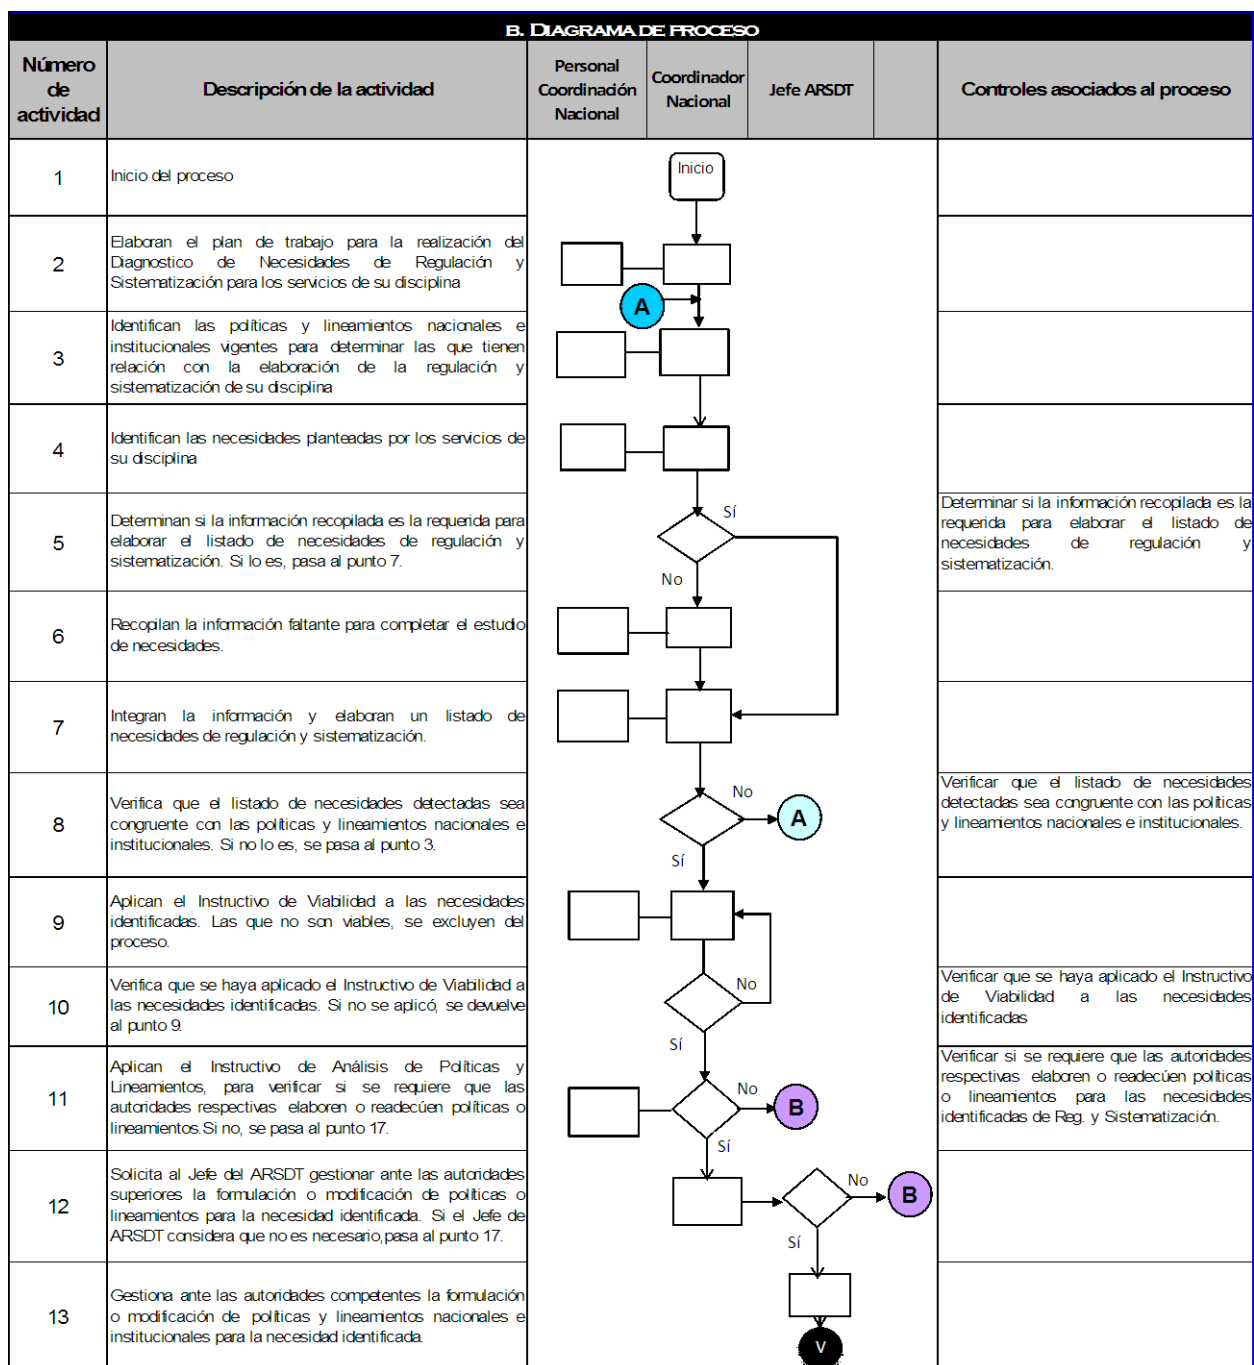 B. DIAGRAMA DE PROCESO
Número de actividad
Descripción de la actividad
Personal Coordinación Nacional
Coordinador Nacional
Jefe ARSDT
Controles asociados al proceso
1
Inicio del proceso
Inicio
2
Elaboran el plan de trabajo para la realización del
Diagnostico de Necesidades de Regulación y
Sistematización para los servicios de su disciplina
A
3
Identifican las políticas y lineamientos nacionales e
institucionales vigentes para determinar las que tienen
relación con la elaboración de la regulación y
sistematización de su disciplina
4
Identifican las necesidades planteadas por los servicios de
su disciplina
5
Determinan si la información recopilada es la requerida para
elaborar el listado de necesidades de regulación y
sistematización. Si lo es, pasa al punto 7.
Sí
No
Determinar si la información recopilada es la
requerida para elaborar el listado de
necesidades de regulación y
sistematización.
6
Recopilan la información faltante para completar el estudio
de necesidades.
7
Integran la información y elaboran un listado de
necesidades de regulación y sistematización.
8
Verifica que el listado de necesidades detectadas sea
congruente con las políticas y lineamientos nacionales e
institucionales. Si no lo es, se pasa al punto 3.
No
A
Sí
Verificar que el listado de necesidades
detectadas sea congruente con las políticas
y lineamientos nacionales e institucionales.
9
Aplican el Instructivo de Viabilidad a las necesidades
identificadas. Las que no son viables, se excluyen del
proceso.
10
Verifica que se haya aplicado el Instructivo de Viabilidad a
las necesidades identificadas. Si no se aplicó, se devuelve
al punto 9.
No
Sí
Verificar que se haya aplicado el Instructivo
de Viabilidad a las necesidades
identificadas
11
Aplican el Instructivo de Análisis de Políticas y
Lineamientos, para verificar si se requiere que las
autoridades respectivas elaboren o readecúen políticas o
lineamientos.Si no, se pasa al punto 17.
No
B
Sí
Verificar si se requiere que las autoridades
respectivas elaboren o readecúen políticas
o lineamientos para las necesidades
identificadas de Reg. y Sistematización.
12
Solicita al Jefe del ARSDT gestionar ante las autoridades
superiores la formulación o modificación de políticas o
lineamientos para la necesidad identificada. Si el Jefe de
ARSDT considera que no es necesario,pasa al punto 17.
No
B
Sí
13
Gestiona ante las autoridades competentes la formulación
o modificación de políticas y lineamientos nacionales e
institucionales para la necesidad identificada.
V